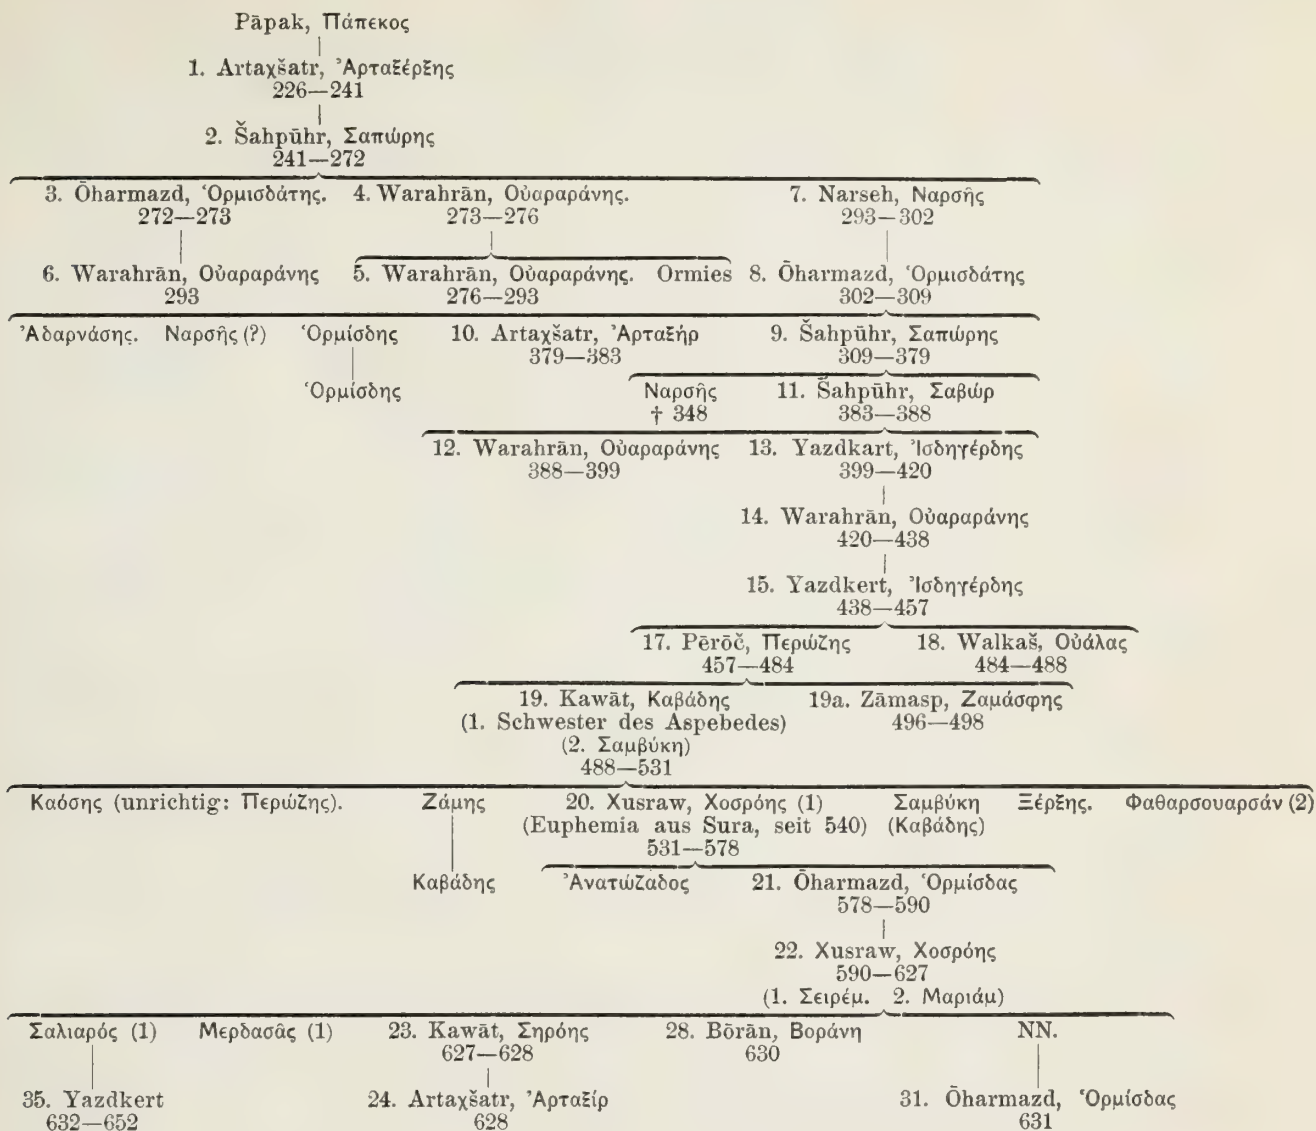 Pāpak, Πάπεκος
1. Artaχšatr, Ἀρταξέρξης
226—241
2. Šahpūhr, Σαπώρης
241—272
3. Ōharmazd, Ὁρμισδάτης. 4. Warahrān, Οὐαραράνης. 7. Narseh, Ναρσῆς
272—273 273—276 293—302
6. Warahrān, Οὐαραράνης 5. Warahrān, Οὐαραράνης. Ormies 8. Ōharmazd, Ὁρμισδάτης
293 276—293 302—309
Ἀδαρνάσης. Ναρσῆς (?) Ὁρμίσδης 10. Artaχšatr, Ἀρταξήρ 9. Šahpūhr, Σαπώρης
379—383 309—379
Ὁρμίσδης Ναρσῆς 11. Šahpūhr, Σαβώρ
† 348 383—388
12. Warahrān, Οὐαραράνης 13. Yazdkart, Ἰσδηγέρδης
388—399 399—420
14. Warahrān, Οὐαραράνης
420—438
15. Yazdkert, Ἰσδηγέρδης
438—457
17. Pērōč, Περώζης 18. Walkaš, Οὐάλας
457—484 484—488
19. Kawāt, Καβάδης 19a. Zāmasp, Ζαμάσφης
(1. Schwester des Aspebedes) 496—498
(2. Σαμβύκη)
488—531
Καόσης (unrichtig: Περώζης). Ζάμης 20. Xusraw, Χοσρόης (1) Σαμβύκη Ξέρξης. Φαθαρσουαρσάν (2)
(Euphemia aus Sura, seit 540) (Καβάδης)
531—578
Καβάδης Ἀνατώζαδος 21. Ōharmazd, Ὁρμίσδας
578—590
22. Xusraw, Χοσρόης
590—627
(1. Σειρέμ. 2. Μαριάμ)
Σαλιαρός (1) Μερδασᾶς (1) 23. Kawāt, Σηρόης 28. Bōrān, Βοράνη NN.
627—628 630
35. Yazdkert 24. Artaχšatr, Ἀρταξίρ 31. Ōharmazd, Ὁρμίσδας
632—652 628 631